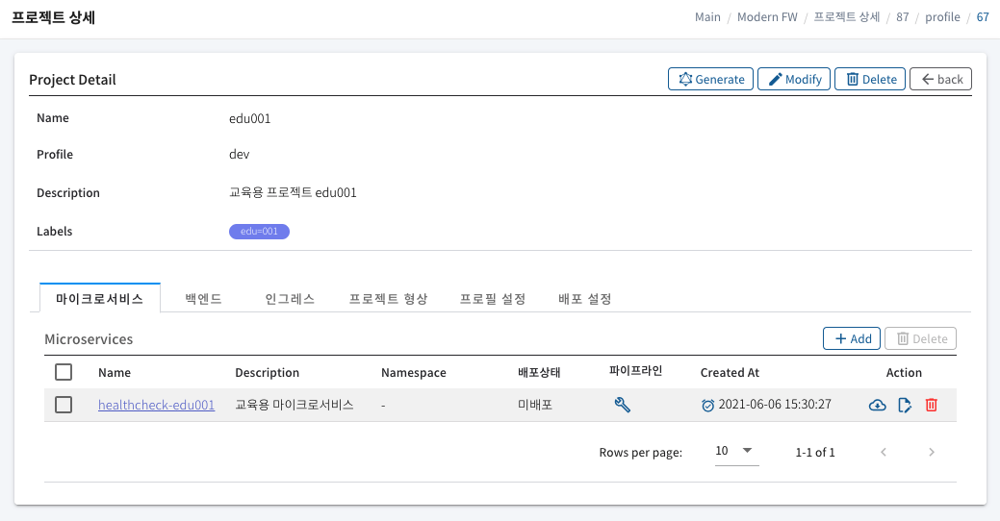 프로젝트 상세
Main / Modern FW / 프로젝트 상세 / 87 / profile / 67
Project Detail
Generate Modify Delete back
Name edu001
Profile dev
Description 교육용 프로젝트 edu001
Labels edu=001
마이크로서비스 백엔드 인그레스 프로젝트 형상 프로필 설정 배포 설정
Microservices
Add Delete
Name Description Namespace 배포상태 파이프라인 Created At Action
healthcheck-edu001 교육용 마이크로서비스 - 미배포 2021-06-06 15:30:27
Rows per page: 10 1-1 of 1